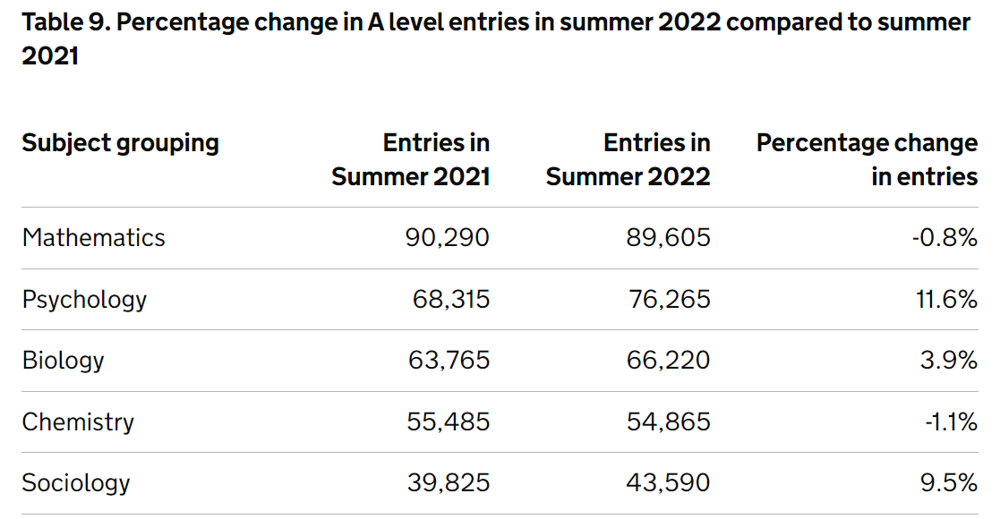 Table 9. Percentage change in A level entries in summer 2022 compared to summer
2021
Subject grouping Entries in Summer 2021 Entries in Summer 2022 Percentage change in entries
Mathematics 90,290 89,605 -0.8%
Psychology 68,315 76,265 11.6%
Biology 63,765 66,220 3.9%
Chemistry 55,485 54,865 -1.1%
Sociology 39,825 43,590 9.5%